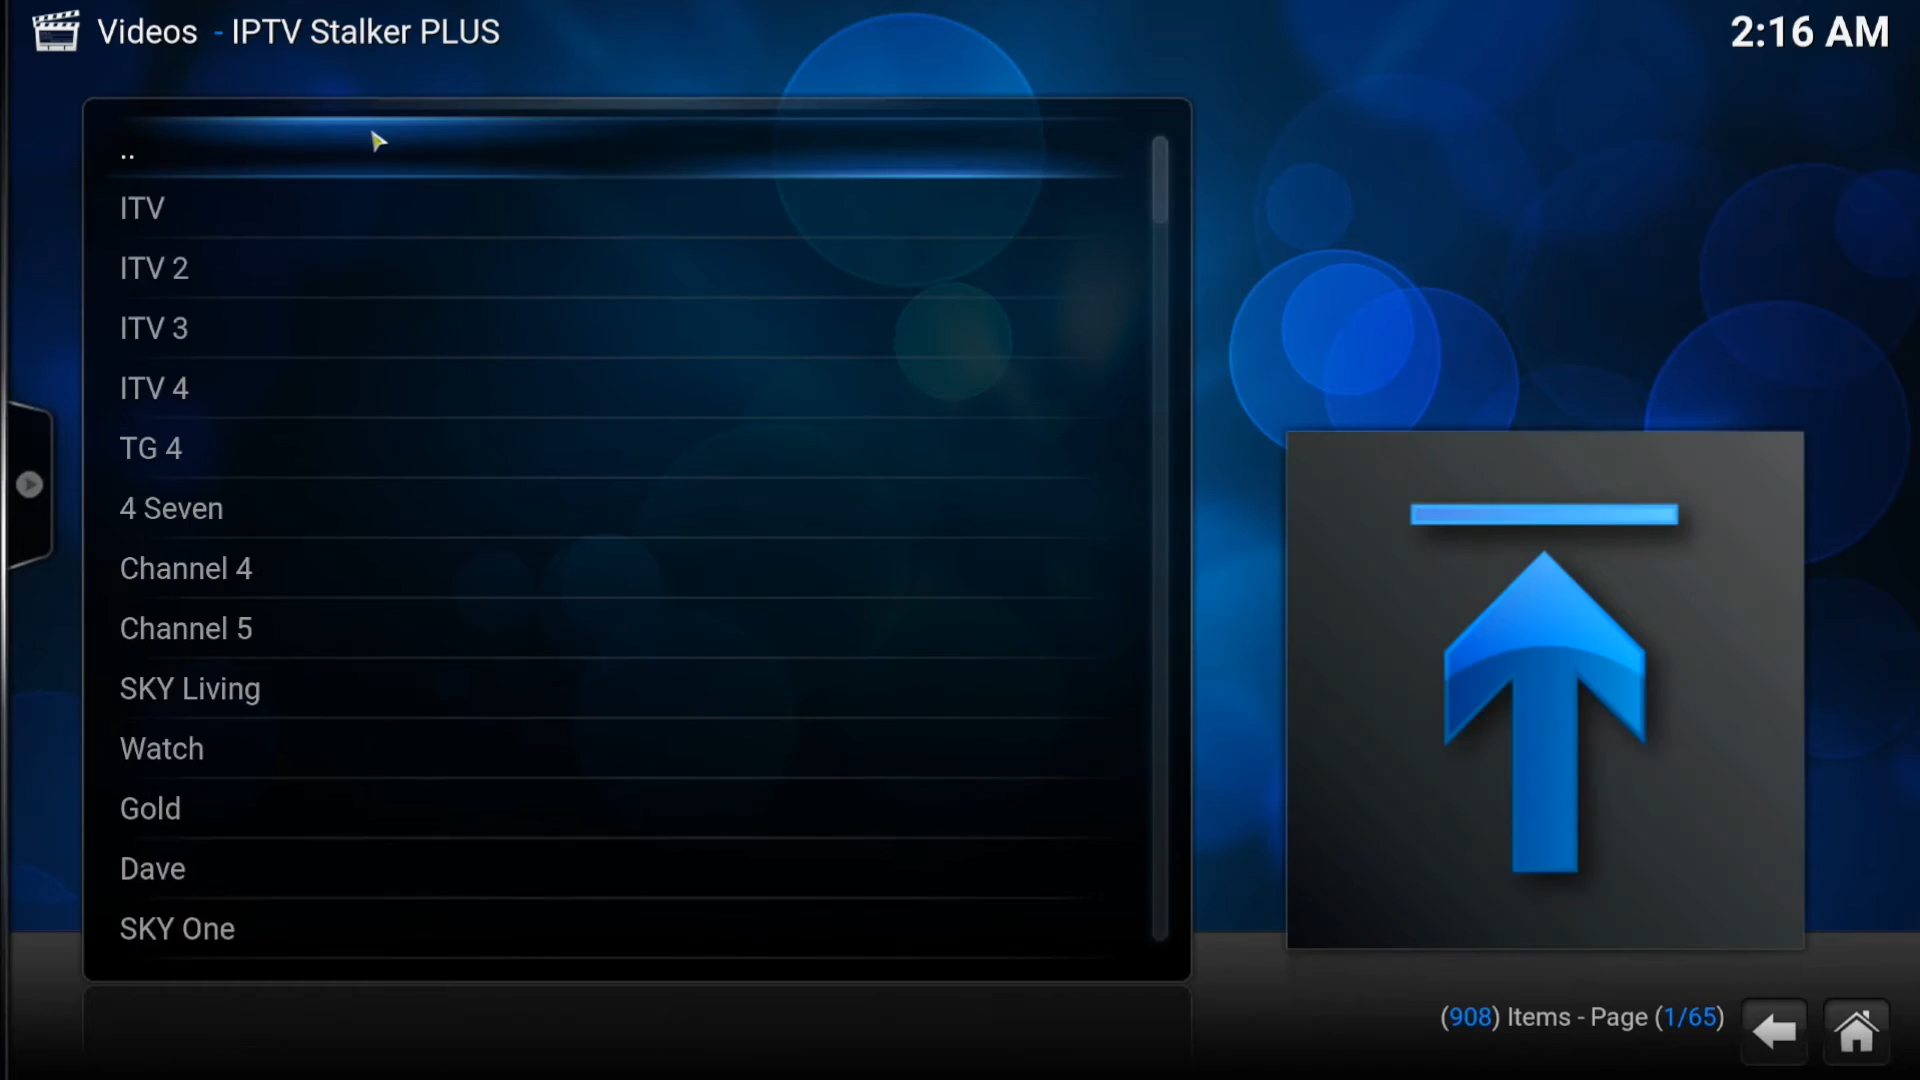 Videos - IPTV Stalker PLUS
2:16 AM
..
ITV
ITV 2
ITV 3
ITV 4
TG 4
4 Seven
Channel 4
Channel 5
SKY Living
Watch
Gold
Dave
SKY One
(908) Items - Page (1/65)